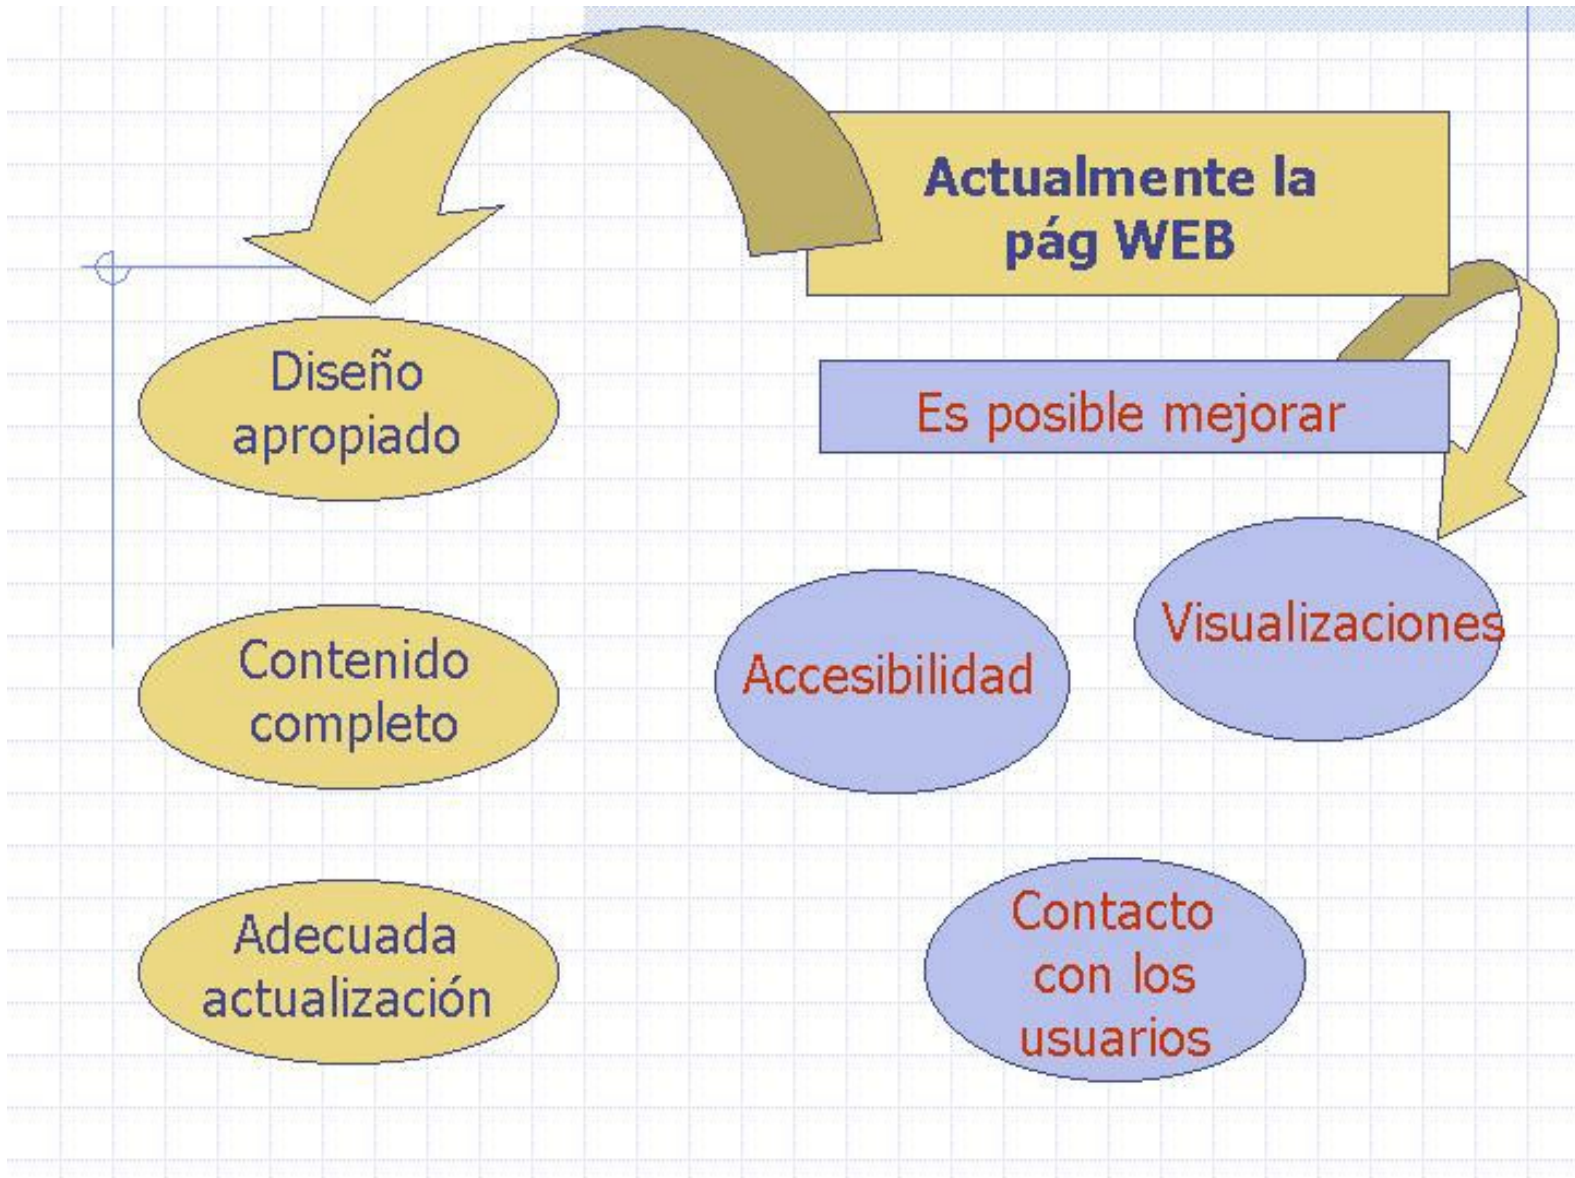 Actualmente la
pág WEB
Diseño
apropiado
Contenido
completo
Adecuada
actualización
Es posible mejorar
Accesibilidad
Visualizaciones
Contacto
con los
usuarios